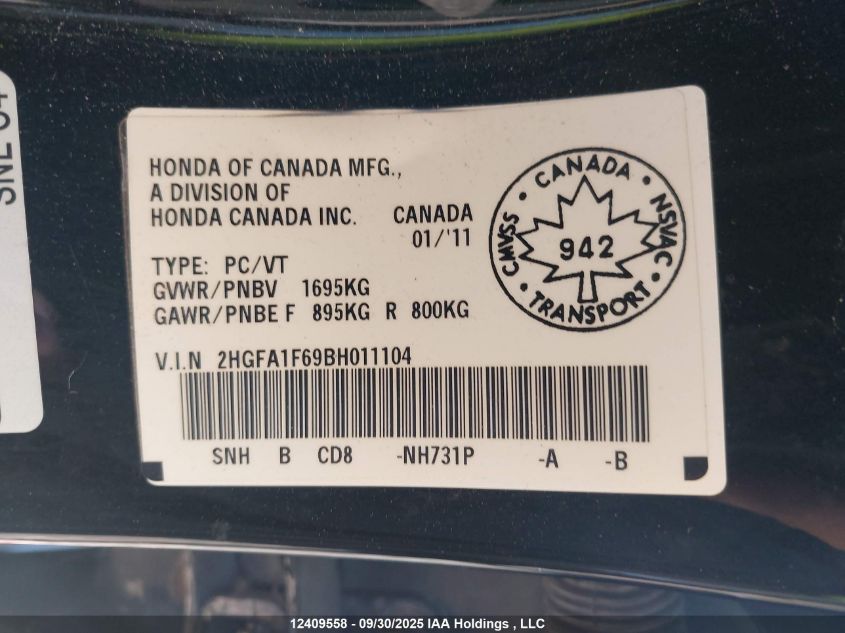 SNE
HONDA OF CANADA MFG.,
A DIVISION OF
HONDA CANADA INC. CANADA
01/'11
TYPE: PC/VT
GVWR/PNBV 1695KG
GAWR/PNBE F 895KG R 800KG
V.I.N 2HGFA1F69BH011104
SNH B CD8 -NH731P -A -B
• CANADA •
CMVSS 942 NSVAC
• TRANSPORT •
12409558 - 09/30/2025 IAA Holdings , LLC